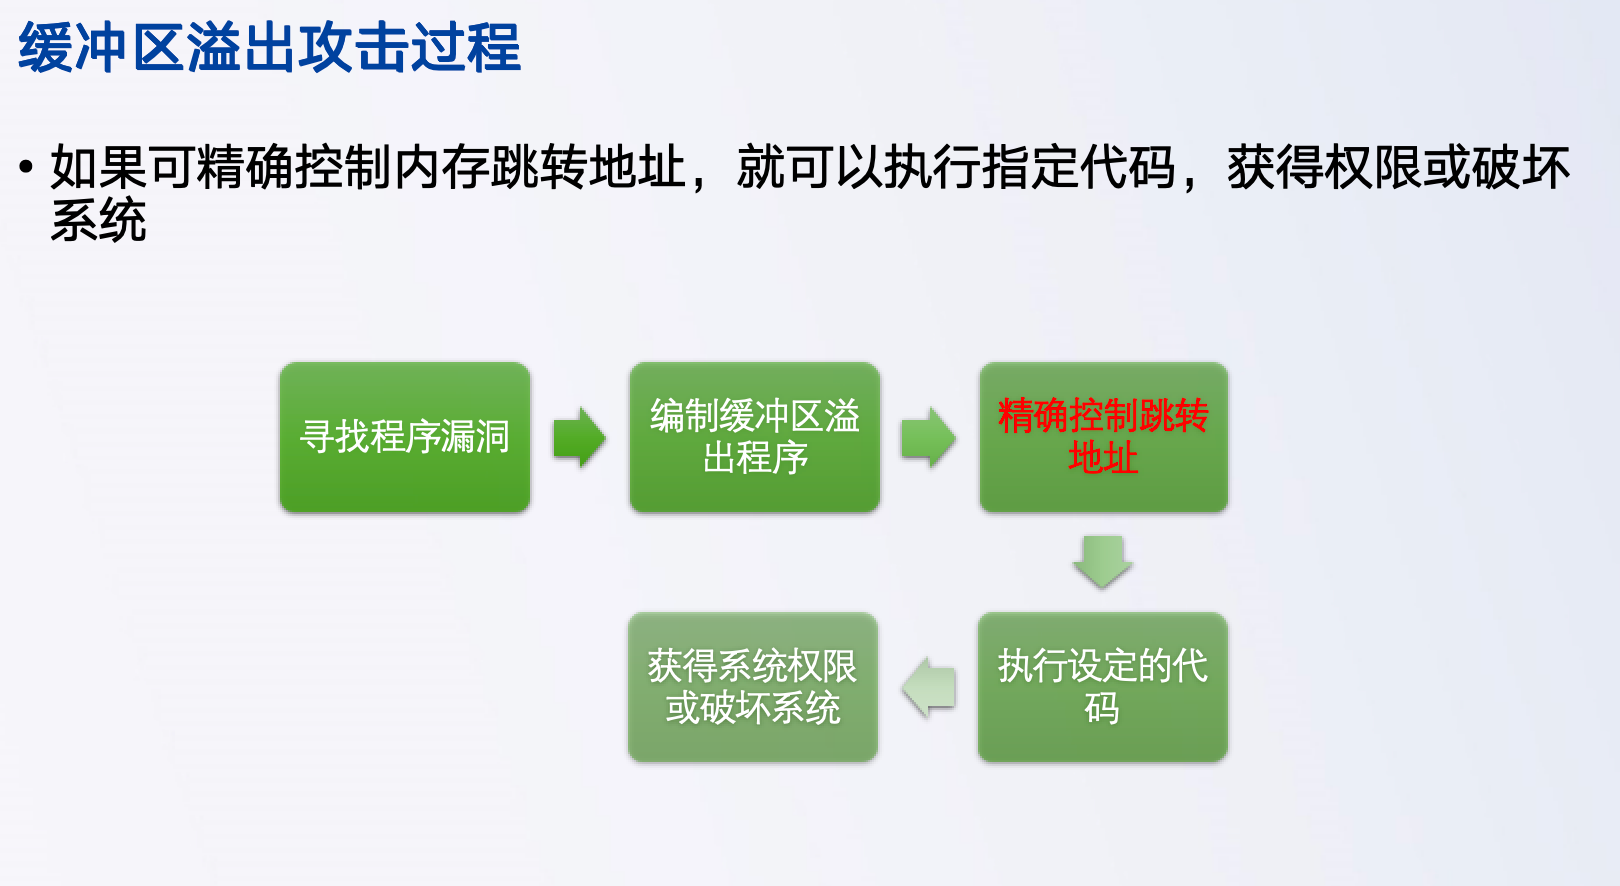 缓冲区溢出攻击过程
• 如果可精确控制内存跳转地址，就可以执行指定代码，获得权限或破坏
系统
寻找程序漏洞
编制缓冲区溢
出程序
精确控制跳转
地址
执行设定的代
码
获得系统权限
或破坏系统